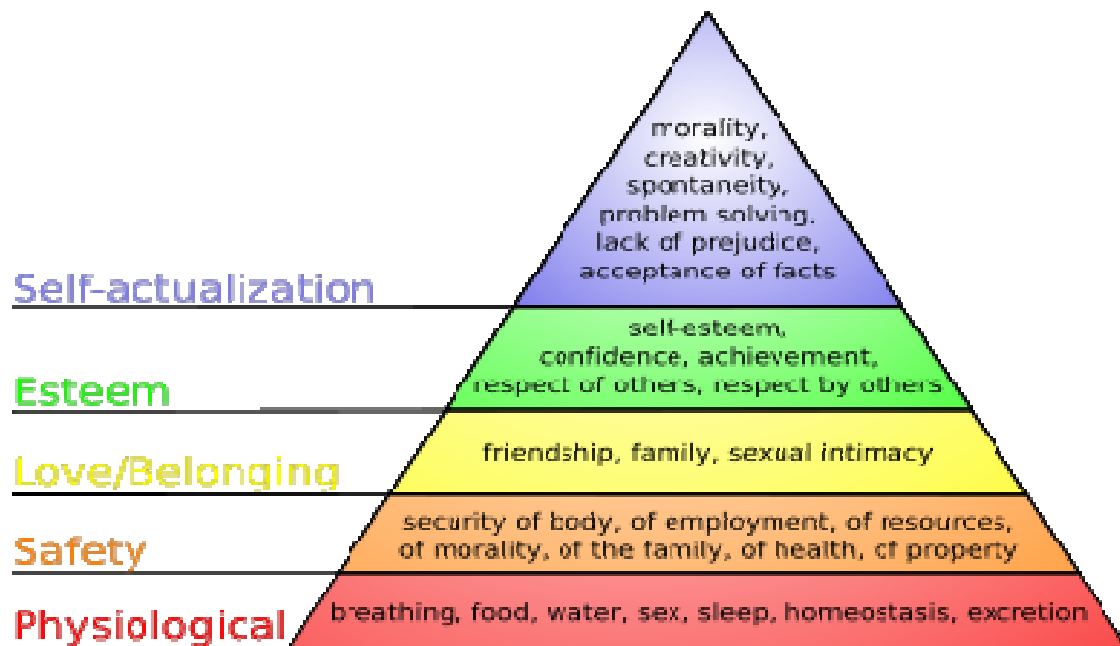 morality,
creativity,
spontaneity,
problem solving,
lack of prejudice,
acceptance of facts
Self-actualization
self-esteem,
confidence, achievement,
respect of others, respect by others
Esteem
friendship, family, sexual intimacy
Love/Belonging
security of body, of employment, of resources,
of morality, of the family, of health, of property
Safety
breathing, food, water, sex, sleep, homeostasis, excretion
Physiological